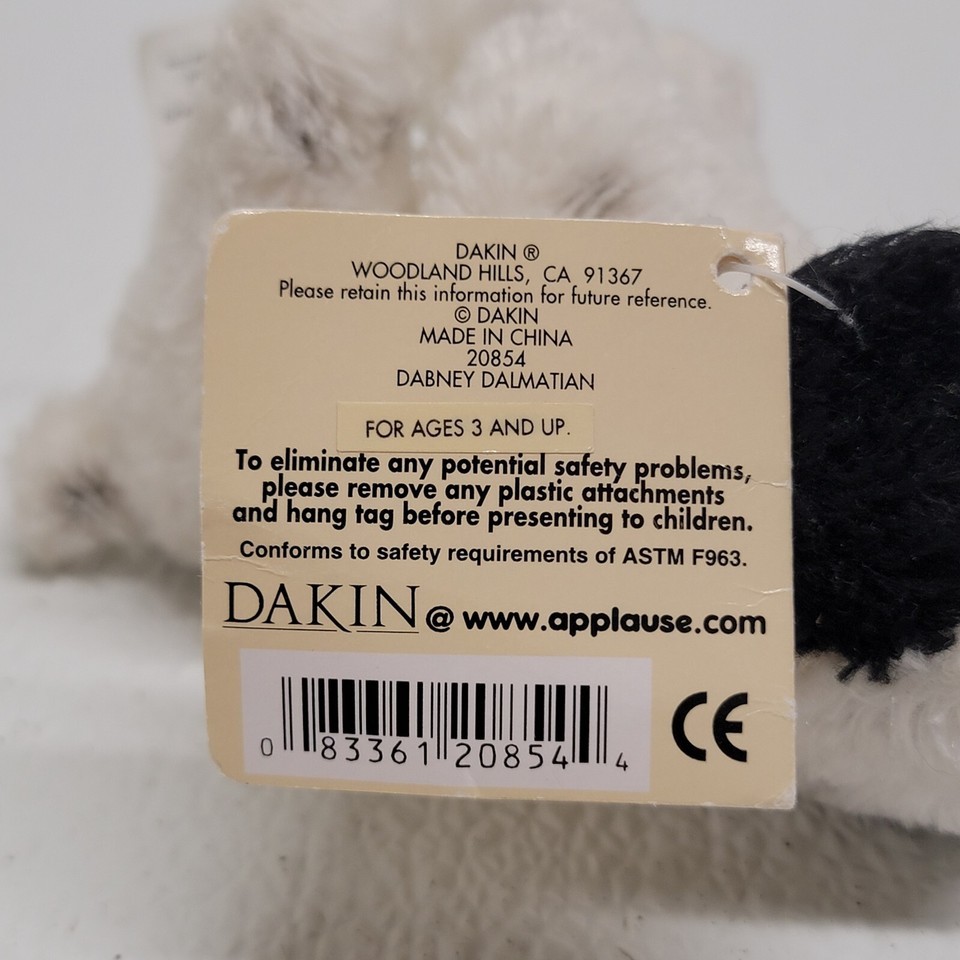 DAKIN ®
WOODLAND HILLS, CA 91367
Please retain this information for future reference.
© DAKIN
MADE IN CHINA
20854
DABNEY DALMATIAN
FOR AGES 3 AND UP.
To eliminate any potential safety problems,
please remove any plastic attachments
and hang tag before presenting to children.
Conforms to safety requirements of ASTM F963.
DAKIN @ www.applause.com
0 83361 20854 4
CE